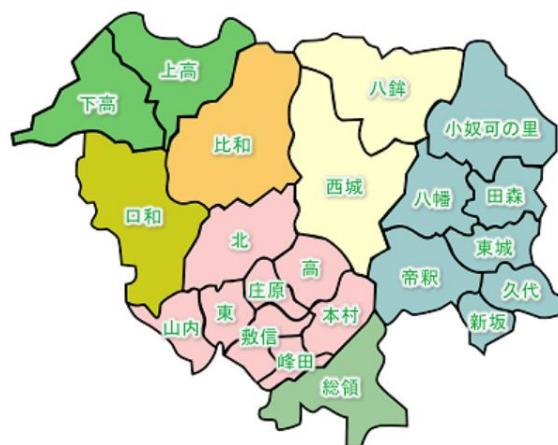 上高
下高
八鉾
小奴可の里
比和
西城
八幡
田森
口和
北
東城
高
帝釈
久代
庄原
山内
東
本村
新坂
敷信
峰田
総領